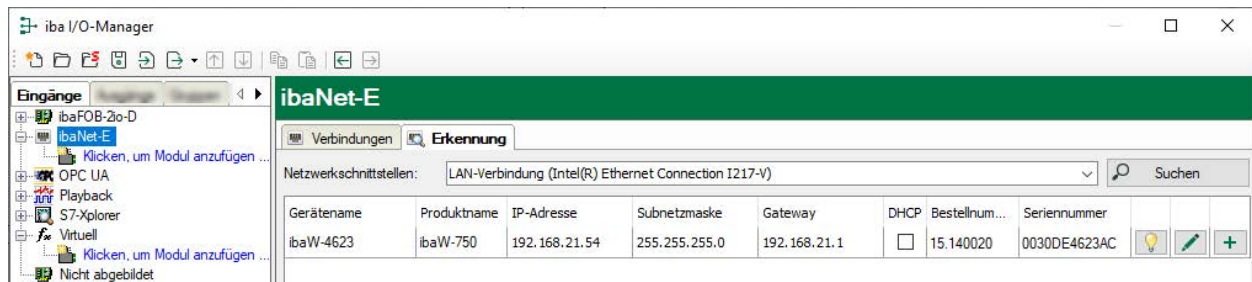 iba I/O-Manager
Eingänge
ibaFOB-2io-D
ibaNet-E
Klicken, um Modul anzufügen ...
OPC UA
Playback
S7-Xplorer
Virtuell
Klicken, um Modul anzufügen ...
Nicht abgebildet
ibaNet-E
Verbindungen Erkennung
Netzwerkschnittstellen: LAN-Verbindung (Intel(R) Ethernet Connection I217-V) Suchen
Gerätename Produktname IP-Adresse Subnetzmaske Gateway DHCP Bestellnum... Seriennummer
ibaW-4623 ibaW-750 192.168.21.54 255.255.255.0 192.168.21.1 15.140020 0030DE4623AC